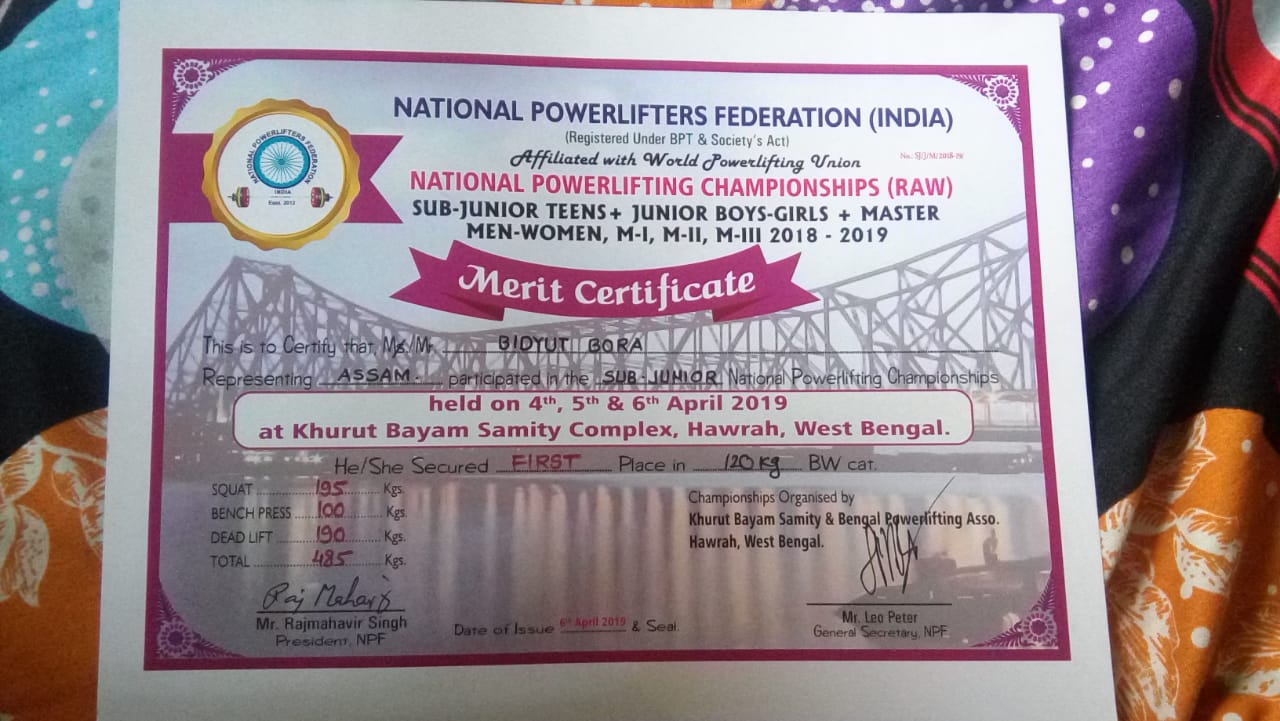 NATIONAL POWERLIFTERS FEDERATION (INDIA)
(Registered Under BPT & Society's Act)
Affiliated with World Powerlifting Union
NATIONAL POWERLIFTING CHAMPIONSHIPS (RAW)
SUB-JUNIOR TEENS+ JUNIOR BOYS-GIRLS + MASTER
MEN-WOMEN, M-I, M-II, M-III 2018 - 2019
NATIONAL POWERLIFTERS FEDERATION
INDIA
Estd. 2012
Merit Certificate
This is to Certify that, Ms./Mr. BIDYUT BORA
Representing ASSAM. participated in the SUB-JUNIOR National Powerlifting Championships
held on 4th, 5th & 6th April 2019
at Khurut Bayam Samity Complex, Hawrah, West Bengal.
He/She Secured FIRST Place in 120 kg BW cat.
SQUAT 195 Kgs.
BENCH PRESS 100 Kgs.
DEAD LIFT 190 Kgs.
TOTAL 485 Kgs.
Championships Organised by
Khurut Bayam Samity & Bengal Powerlifting Asso.
Hawrah, West Bengal.
Mr. Rajmahavir Singh
President, NPF
Date of Issue 6th April 2019 & Seal.
Mr. Leo Peter
General Secretary, NPF